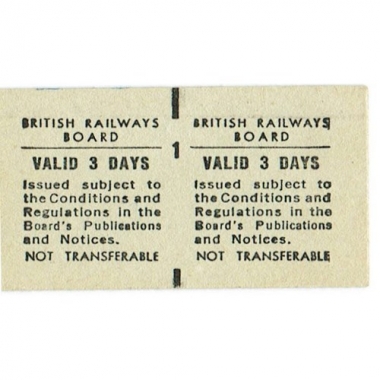 BRITISH RAILWAYS
BOARD
VALID 3 DAYS
Issued subject to
the Conditions and
Regulations in the
Board's Publications
and Notices.
NOT TRANSFERABLE
1
BRITISH RAILWAYS
BOARD
VALID 3 DAYS
Issued subject to
the Conditions and
Regulations in the
Board's Publications
and Notices.
NOT TRANSFERABLE